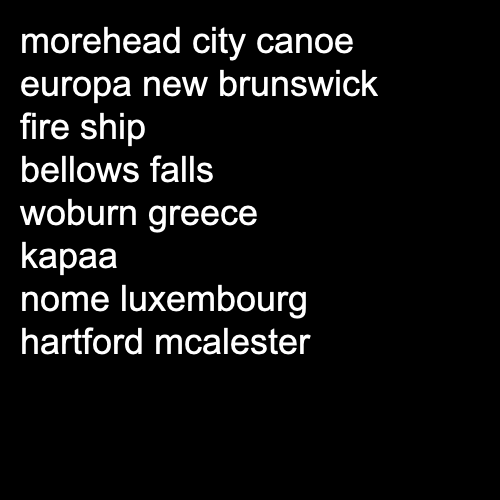 morehead city canoe
europa new brunswick
fire ship
bellows falls
woburn greece
kapaa
nome luxembourg
hartford mcalester